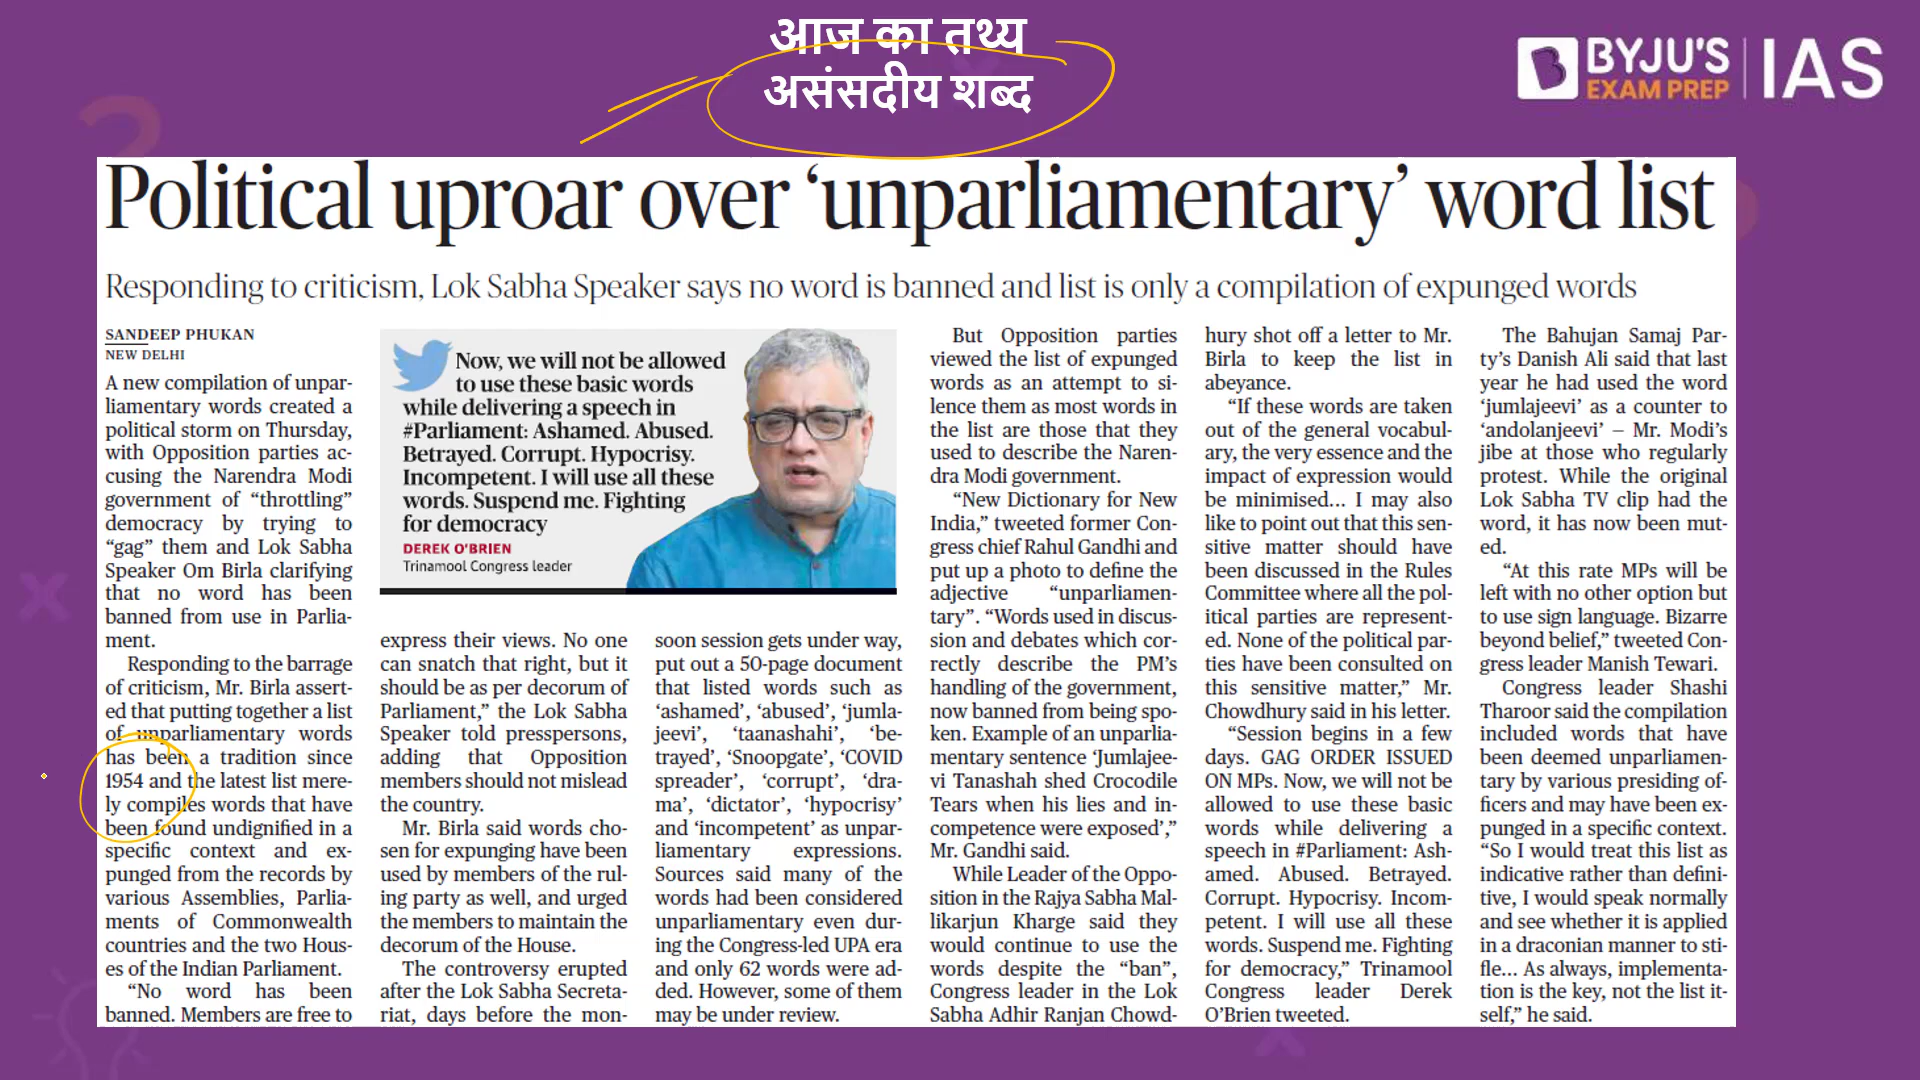 आज का तथ्य
असंसदीय शब्द
BYJU'S
EXAM PREP
IAS
Political uproar over ‘unparliamentary’ word list
Responding to criticism, Lok Sabha Speaker says no word is banned and list is only a compilation of expunged words
SANDEEP PHUKAN
NEW DELHI
A new compilation of unpar-
liamentary words created a
political storm on Thursday,
with Opposition parties ac-
cusing the Narendra Modi
government of “throttling”
democracy by trying to
“gag” them and Lok Sabha
Speaker Om Birla clarifying
that no word has been
banned from use in Parlia-
ment.
Responding to the barrage
of criticism, Mr. Birla assert-
ed that putting together a list
of unparliamentary words
has been a tradition since
1954 and the latest list mere-
ly compiles words that have
been found undignified in a
specific context and ex-
punged from the records by
various Assemblies, Parlia-
ments of Commonwealth
countries and the two Hous-
es of the Indian Parliament.
“No word has been
banned. Members are free to
Now, we will not be allowed
to use these basic words
while delivering a speech in
#Parliament: Ashamed. Abused.
Betrayed. Corrupt. Hypocrisy.
Incompetent. I will use all these
words. Suspend me. Fighting
for democracy
DEREK O'BRIEN
Trinamool Congress leader
express their views. No one
can snatch that right, but it
should be as per decorum of
Parliament,” the Lok Sabha
Speaker told presspersons,
adding that Opposition
members should not mislead
the country.
Mr. Birla said words cho-
sen for expunging have been
used by members of the rul-
ing party as well, and urged
the members to maintain the
decorum of the House.
The controversy erupted
after the Lok Sabha Secreta-
riat, days before the mon-
soon session gets under way,
put out a 50-page document
that listed words such as
‘ashamed’, ‘abused’, ‘jumla-
jeevi’, ‘taanashahi’, ‘be-
trayed’, ‘Snoopgate’, ‘COVID
spreader’, ‘corrupt’, ‘dra-
ma’, ‘dictator’, ‘hypocrisy’
and ‘incompetent’ as unpar-
liamentary expressions.
Sources said many of the
words had been considered
unparliamentary even dur-
ing the Congress-led UPA era
and only 62 words were ad-
ded. However, some of them
may be under review.
But Opposition parties
viewed the list of expunged
words as an attempt to si-
lence them as most words in
the list are those that they
used to describe the Naren-
dra Modi government.
“New Dictionary for New
India,” tweeted former Con-
gress chief Rahul Gandhi and
put up a photo to define the
adjective “unparliamen-
tary”. “Words used in discus-
sion and debates which cor-
rectly describe the PM’s
handling of the government,
now banned from being spo-
ken. Example of an unparlia-
mentary sentence ‘Jumlajee-
vi Tanashah shed Crocodile
Tears when his lies and in-
competence were exposed’,”
Mr. Gandhi said.
While Leader of the Oppo-
sition in the Rajya Sabha Mal-
likarjun Kharge said they
would continue to use the
words despite the “ban”,
Congress leader in the Lok
Sabha Adhir Ranjan Chowd-
hury shot off a letter to Mr.
Birla to keep the list in
abeyance.
“If these words are taken
out of the general vocabul-
ary, the very essence and the
impact of expression would
be minimised... I may also
like to point out that this sen-
sitive matter should have
been discussed in the Rules
Committee where all the pol-
itical parties are represent-
ed. None of the political par-
ties have been consulted on
this sensitive matter,” Mr.
Chowdhury said in his letter.
“Session begins in a few
days. GAG ORDER ISSUED
ON MPs. Now, we will not be
allowed to use these basic
words while delivering a
speech in #Parliament: Ash-
amed. Abused. Betrayed.
Corrupt. Hypocrisy. Incom-
petent. I will use all these
words. Suspend me. Fighting
for democracy,” Trinamool
Congress leader Derek
O’Brien tweeted.
The Bahujan Samaj Par-
ty’s Danish Ali said that last
year he had used the word
‘jumlajeevi’ as a counter to
‘andolanjeevi’ – Mr. Modi’s
jibe at those who regularly
protest. While the original
Lok Sabha TV clip had the
word, it has now been mut-
ed.
“At this rate MPs will be
left with no other option but
to use sign language. Bizarre
beyond belief,” tweeted Con-
gress leader Manish Tewari.
Congress leader Shashi
Tharoor said the compilation
included words that have
been deemed unparliamen-
tary by various presiding of-
ficers and may have been ex-
punged in a specific context.
“So I would treat this list as
indicative rather than defini-
tive, I would speak normally
and see whether it is applied
in a draconian manner to sti-
fle... As always, implementa-
tion is the key, not the list it-
self,” he said.